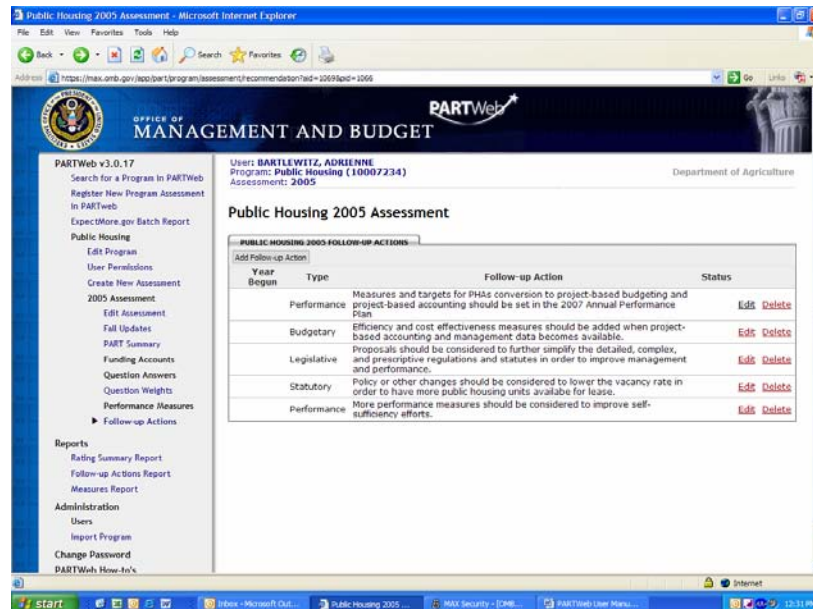 Public Housing 2005 Assessment - Microsoft Internet Explorer
File Edit View Favorites Tools Help
Back Search Favorites
Address https://max.omb.gov/app/part/program/assessment/recommendation?aid=1069&pid=1066 Go Links
OFFICE OF
MANAGEMENT AND BUDGET
PARTWeb
PARTWeb v3.0.17
Search for a Program in PARTWeb
Register New Program Assessment
in PARTweb
ExpectMore.gov Batch Report
Public Housing
Edit Program
User Permissions
Create New Assessment
2005 Assessment
Edit Assessment
Fall Updates
PART Summary
Funding Accounts
Question Answers
Question Weights
Performance Measures
Follow-up Actions
Reports
Rating Summary Report
Follow-up Actions Report
Measures Report
Administration
Users
Import Program
Change Password
PARTWeb How-to's
User: BARTLEWITZ, ADRIENNE
Program: Public Housing (10007234)
Assessment: 2005
Department of Agriculture
Public Housing 2005 Assessment
PUBLIC HOUSING 2005 FOLLOW-UP ACTIONS
Add Follow-up Action
Year Begun Type Follow-up Action Status
Performance Measures and targets for PHAs conversion to project-based budgeting and
project-based accounting should be set in the 2007 Annual Performance
Plan Edit Delete
Budgetary Efficiency and cost effectiveness measures should be added when project-
based accounting and management data becomes available. Edit Delete
Legislative Proposals should be considered to further simplify the detailed, complex,
and prescriptive regulations and statutes in order to improve management
and performance. Edit Delete
Statutory Policy or other changes should be considered to lower the vacancy rate in
order to have more public housing units availabe for lease. Edit Delete
Performance More performance measures should be considered to improve self-
sufficiency efforts. Edit Delete
Internet
start Inbox - Microsoft Out... Public Housing 2005 ... MAX Security - [OMB... PARTWeb User Manu... 12:31 PM